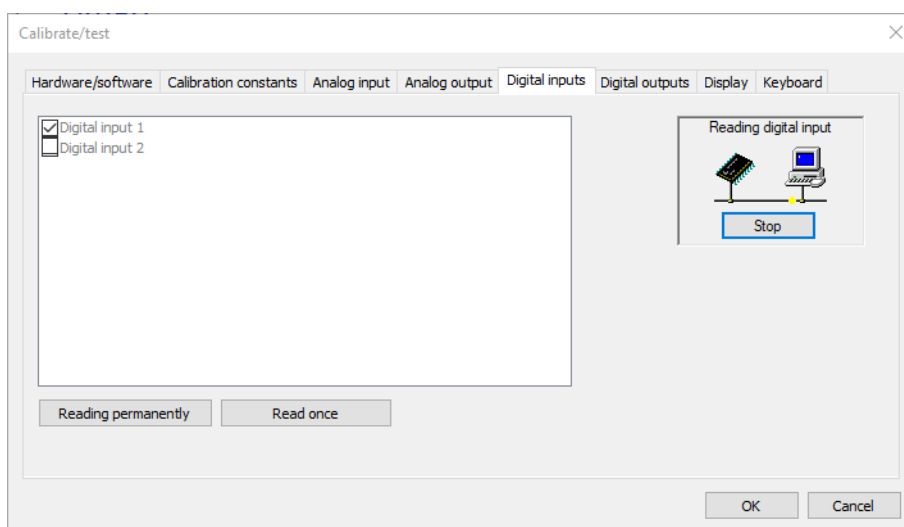 Calibrate/test
Hardware/software Calibration constants Analog input Analog output Digital inputs Digital outputs Display Keyboard
Digital input 1
Digital input 2
Reading digital input
Stop
Reading permanently Read once
OK Cancel